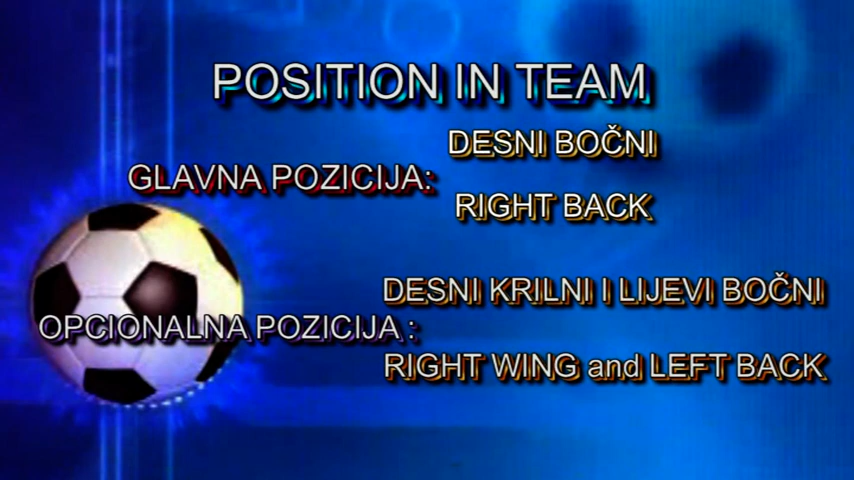 POSITION IN TEAM
DESNI BOČNI
GLAVNA POZICIJA:
RIGHT BACK
DESNI KRILNI I LIJEVI BOČNI
OPCIONALNA POZICIJA :
RIGHT WING and LEFT BACK